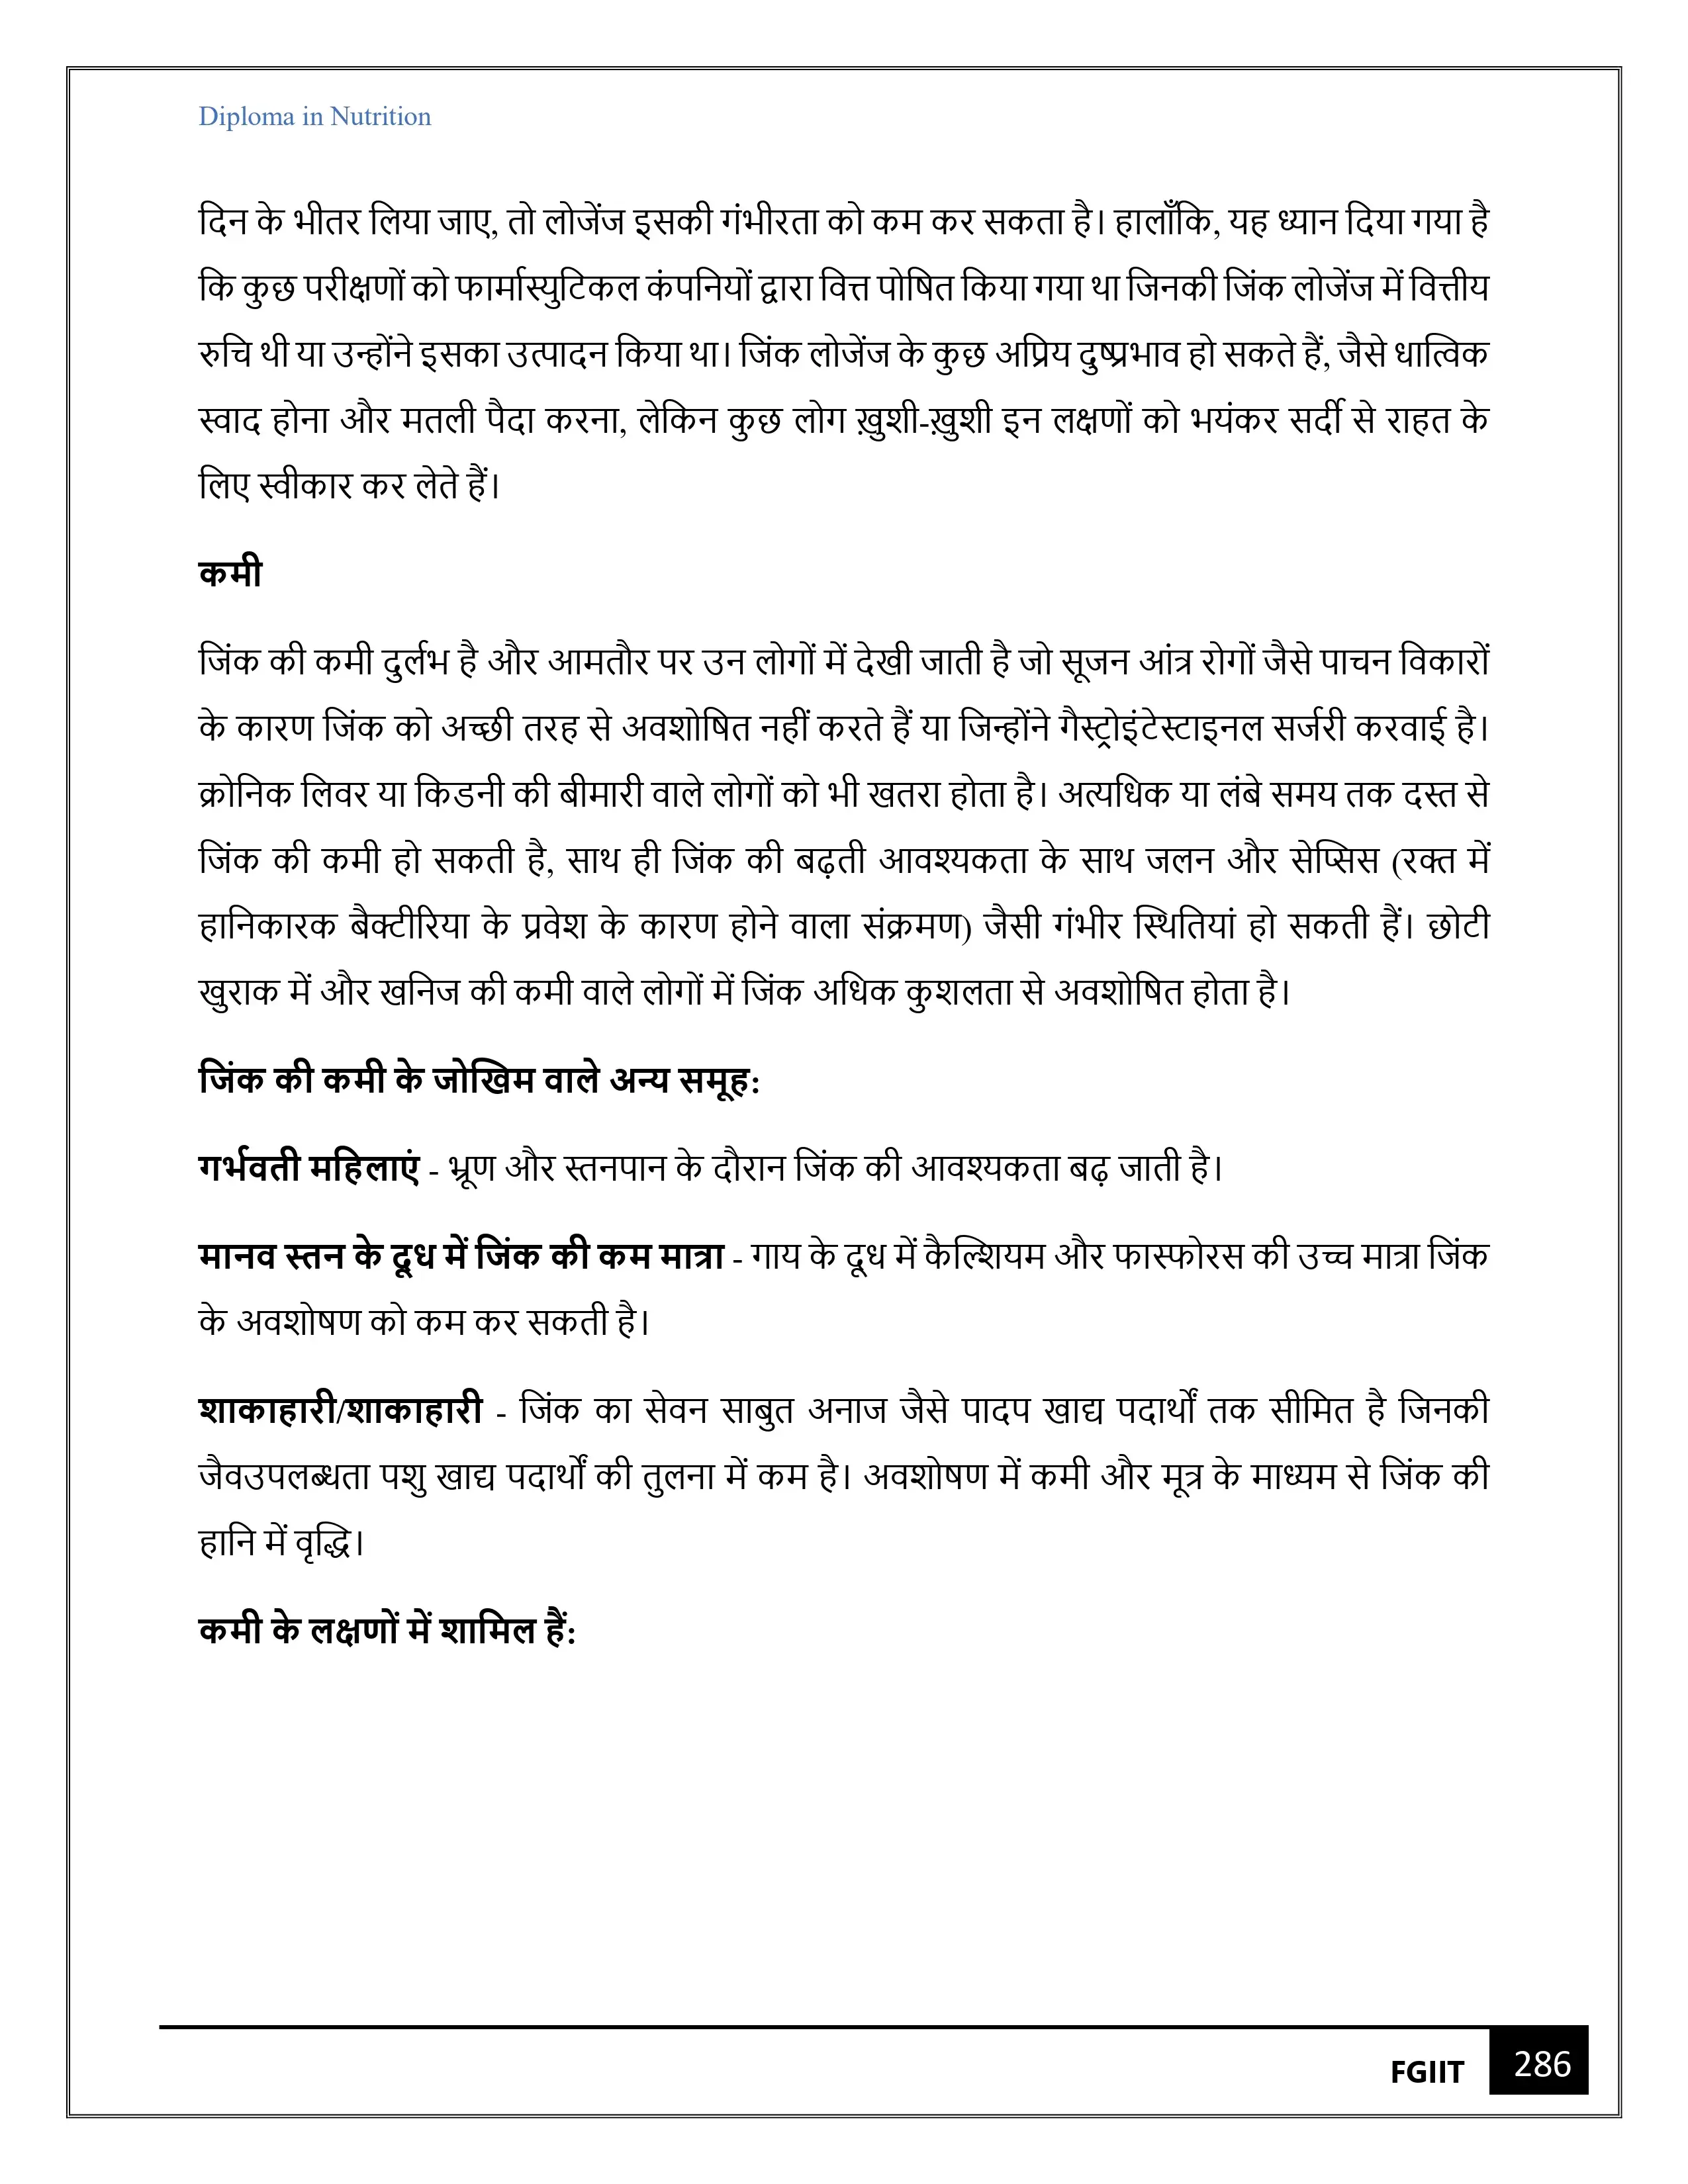 Diploma in Nutrition
दिन के भीतर लिया जाए, तो लोजेंज इसकी गंभीरता को कम कर सकता है। हालाँकि, यह ध्यान दिया गया है
कि कुछ परीक्षणों को फार्मास्युटिकल कंपनियों द्वारा वित्त पोषित किया गया था जिनकी जिंक लोजेंज में वित्तीय
रुचि थी या उन्होंने इसका उत्पादन किया था। जिंक लोजेंज के कुछ अप्रिय दुष्प्रभाव हो सकते हैं, जैसे धात्विक
स्वाद होना और मतली पैदा करना, लेकिन कुछ लोग ख़ुशी-ख़ुशी इन लक्षणों को भयंकर सर्दी से राहत के
लिए स्वीकार कर लेते हैं।
कमी
जिंक की कमी दुर्लभ है और आमतौर पर उन लोगों में देखी जाती है जो सूजन आंत्र रोगों जैसे पाचन विकारों
के कारण जिंक को अच्छी तरह से अवशोषित नहीं करते हैं या जिन्होंने गैस्ट्रोइंटेस्टाइनल सर्जरी करवाई है।
क्रोनिक लिवर या किडनी की बीमारी वाले लोगों को भी खतरा होता है। अत्यधिक या लंबे समय तक दस्त से
जिंक की कमी हो सकती है, साथ ही जिंक की बढ़ती आवश्यकता के साथ जलन और सेप्सिस (रक्त में
हानिकारक बैक्टीरिया के प्रवेश के कारण होने वाला संक्रमण) जैसी गंभीर स्थितियां हो सकती हैं। छोटी
खुराक में और खनिज की कमी वाले लोगों में जिंक अधिक कुशलता से अवशोषित होता है।
जिंक की कमी के जोखिम वाले अन्य समूह:
गर्भवती महिलाएं - भ्रूण और स्तनपान के दौरान जिंक की आवश्यकता बढ़ जाती है।
मानव स्तन के दूध में जिंक की कम मात्रा - गाय के दूध में कैल्शियम और फास्फोरस की उच्च मात्रा जिंक
के अवशोषण को कम कर सकती है।
शाकाहारी/शाकाहारी - जिंक का सेवन साबुत अनाज जैसे पादप खाद्य पदार्थों तक सीमित है जिनकी
जैवउपलब्धता पशु खाद्य पदार्थों की तुलना में कम है। अवशोषण में कमी और मूत्र के माध्यम से जिंक की
हानि में वृद्धि।
कमी के लक्षणों में शामिल हैं:
FGIIT 286